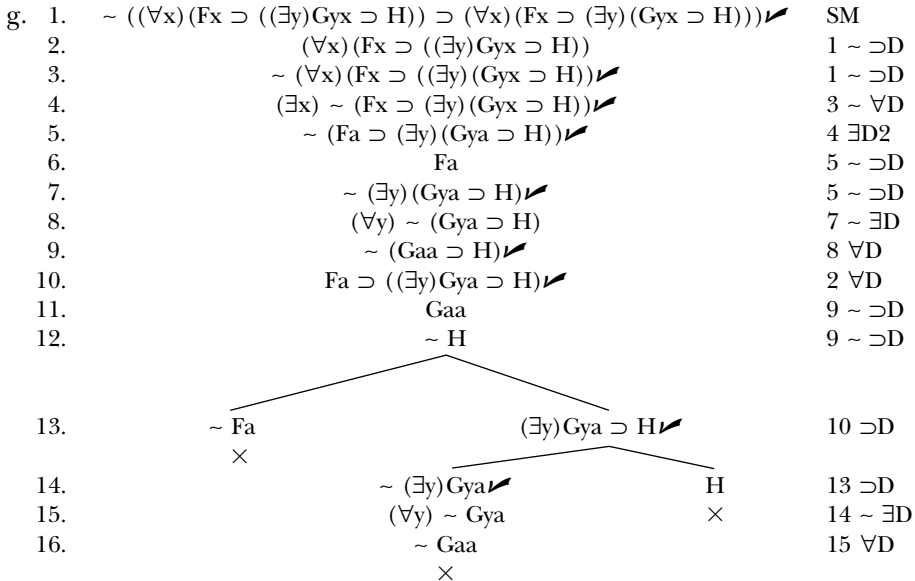 g. 1. ~ ((∀x)(Fx ⊃ ((∃y)Gyx ⊃ H)) ⊃ (∀x)(Fx ⊃ (∃y)(Gyx ⊃ H)))✔ SM
2. (∀x)(Fx ⊃ ((∃y)Gyx ⊃ H)) 1 ~ ⊃D
3. ~ (∀x)(Fx ⊃ ((∃y)(Gyx ⊃ H))✔ 1 ~ ⊃D
4. (∃x) ~ (Fx ⊃ (∃y)(Gyx ⊃ H))✔ 3 ~ ∀D
5. ~ (Fa ⊃ (∃y)(Gya ⊃ H))✔ 4 ∃D2
6. Fa 5 ~ ⊃D
7. ~ (∃y)(Gya ⊃ H)✔ 5 ~ ⊃D
8. (∀y) ~ (Gya ⊃ H) 7 ~ ∃D
9. ~ (Gaa ⊃ H)✔ 8 ∀D
10. Fa ⊃ ((∃y)Gya ⊃ H)✔ 2 ∀D
11. Gaa 9 ~ ⊃D
12. ~ H 9 ~ ⊃D
13. ~ Fa (∃y)Gya ⊃ H✔ 10 ⊃D
×
14. ~ (∃y)Gya✔ H 13 ⊃D
15. (∀y) ~ Gya × 14 ~ ∃D
16. ~ Gaa 15 ∀D
×